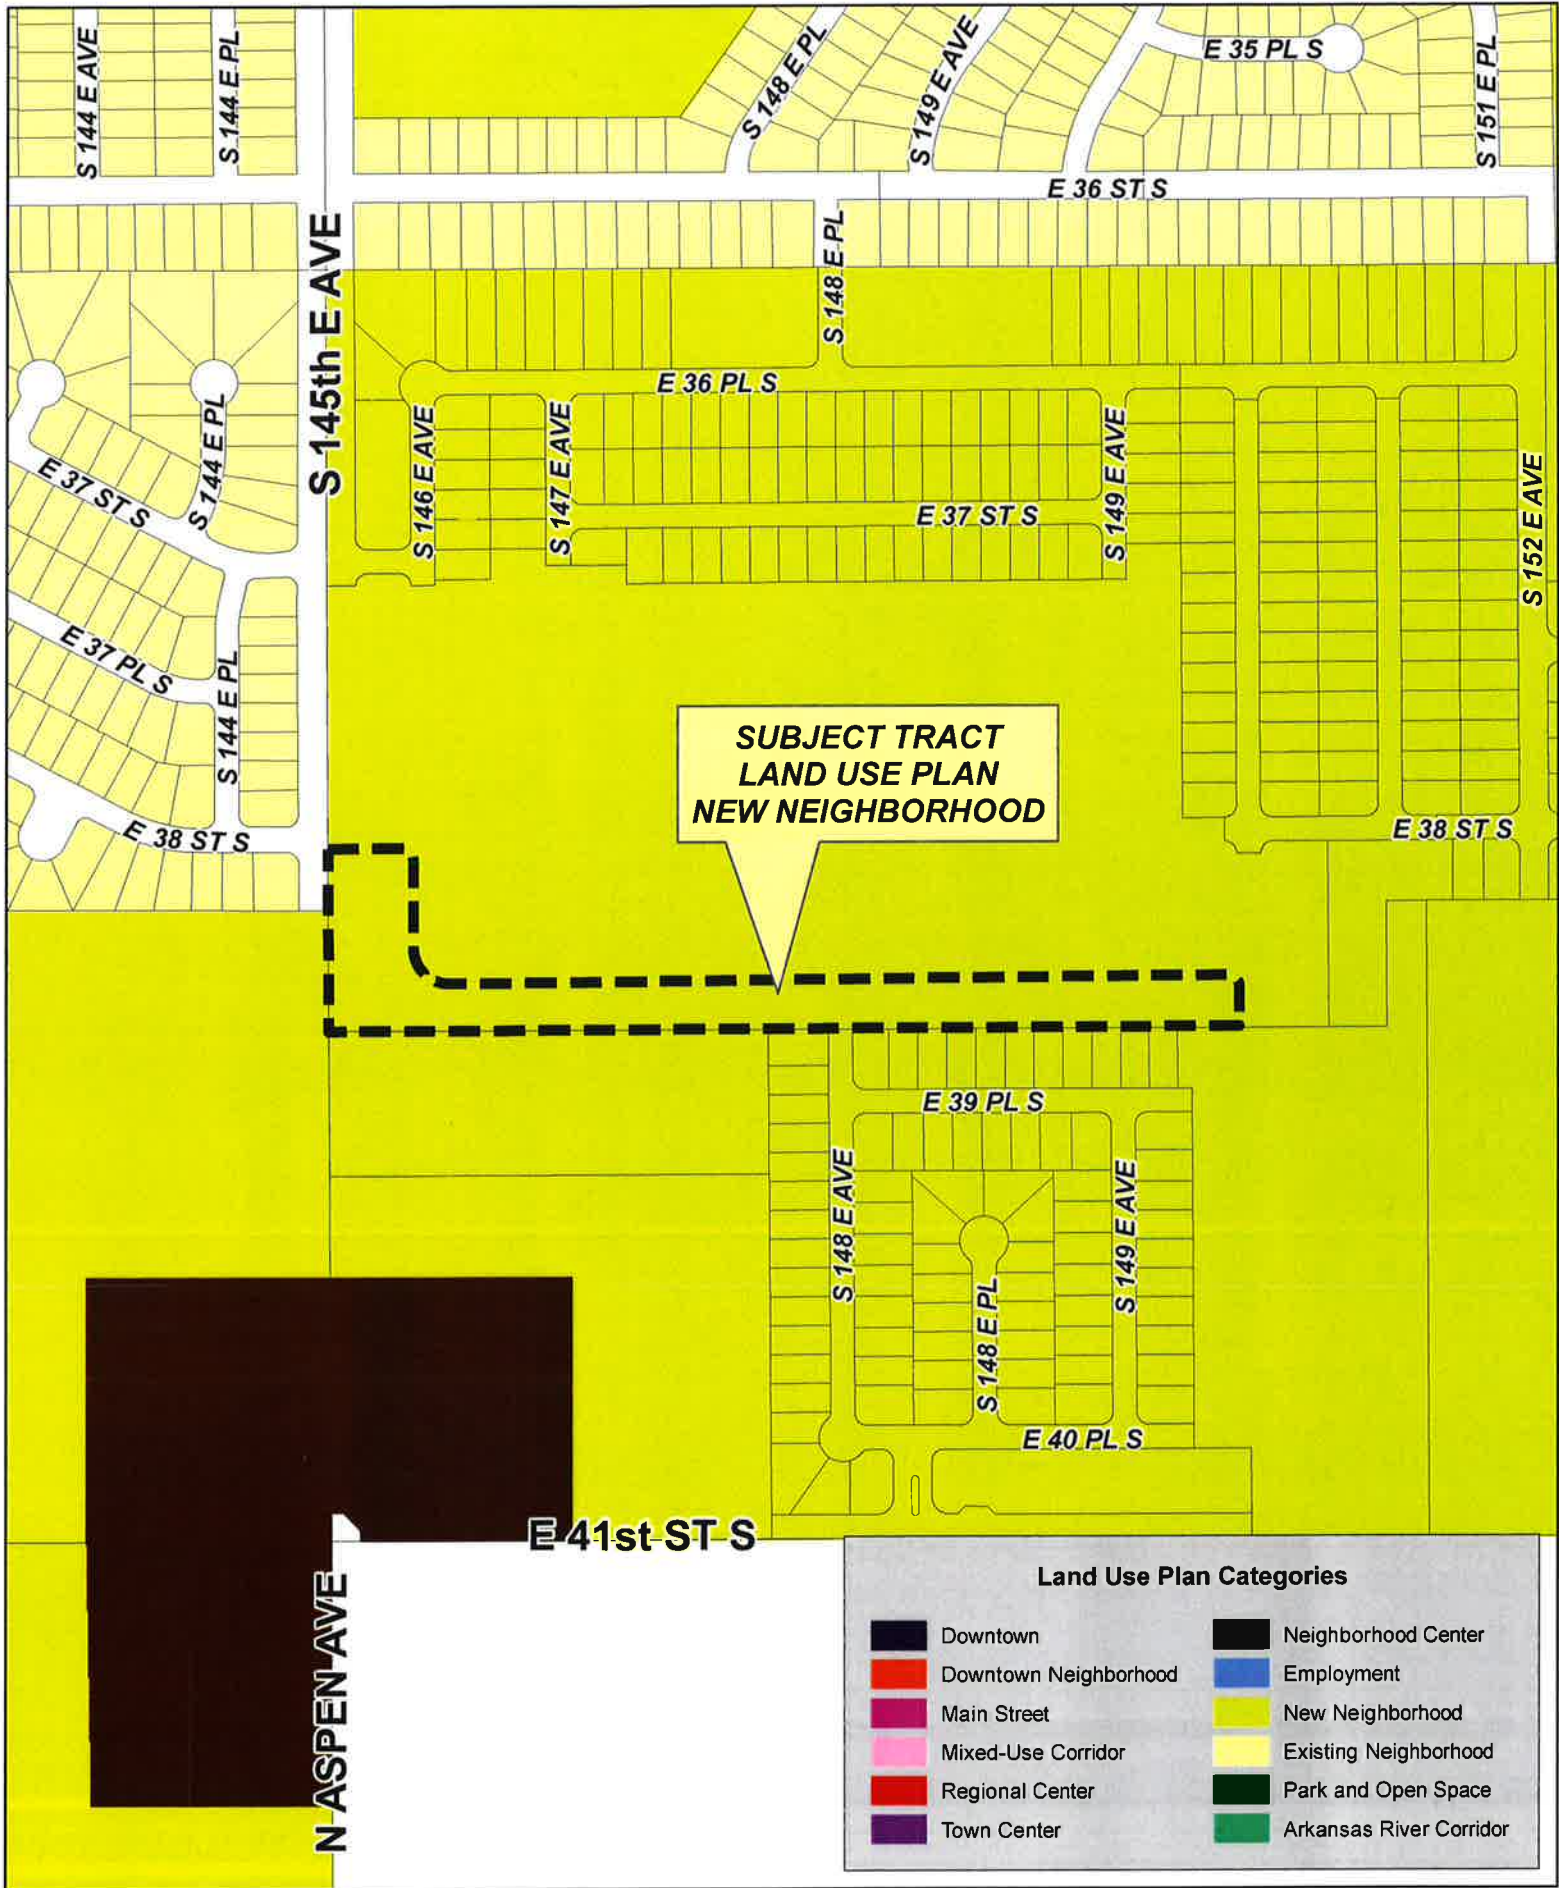 S 144 E AVE
S 144 E PL
S 148 E PL
S 149 E AVE
E 35 PL S
S 151 E PL
E 36 ST S
S 145th E AVE
S 148 E PL
E 36 PL S
S 144 E PL
E 37 ST S
S 146 E AVE
S 147 E AVE
E 37 ST S
S 149 E AVE
S 152 E AVE
E 37 PL S
S 144 E PL
E 38 ST S
SUBJECT TRACT
LAND USE PLAN
NEW NEIGHBORHOOD
E 38 ST S
E 39 PL S
S 148 E AVE
S 149 E AVE
S 148 E PL
E 40 PL S
E 41st ST S
N ASPEN AVE
Land Use Plan Categories
Downtown
Downtown Neighborhood
Main Street
Mixed-Use Corridor
Regional Center
Town Center
Neighborhood Center
Employment
New Neighborhood
Existing Neighborhood
Park and Open Space
Arkansas River Corridor